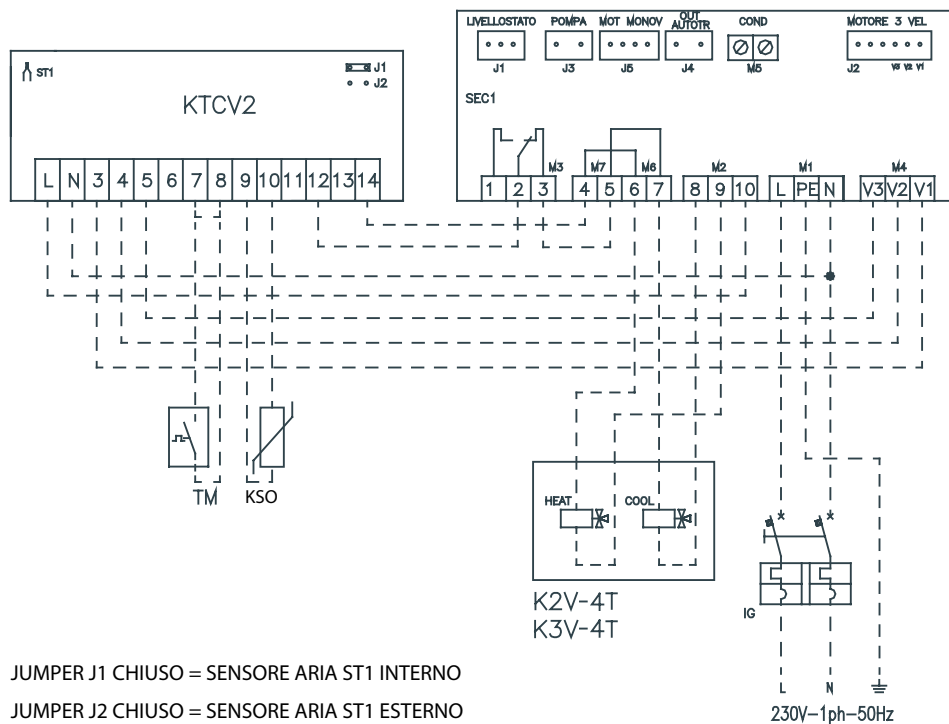 LIVELLOSTATO POMPA MOT MONOV OUT AUTOTR COND MOTORE 3 VEL
J1 J3 J5 J4 M5 J2 V3 V2 V1
ST1 J1
J2
KTCV2
SEC1
M3 M7 M6 M2 M1 M4
L N 3 4 5 6 7 8 9 10 11 12 13 14
1 2 3 4 5 6 7 8 9 10 L PE N V3 V2 V1
TM KSO
HEAT COOL
K2V-4T
K3V-4T
IG
L N
230V-1ph-50Hz
JUMPER J1 CHIUSO = SENSORE ARIA ST1 INTERNO
JUMPER J2 CHIUSO = SENSORE ARIA ST1 ESTERNO